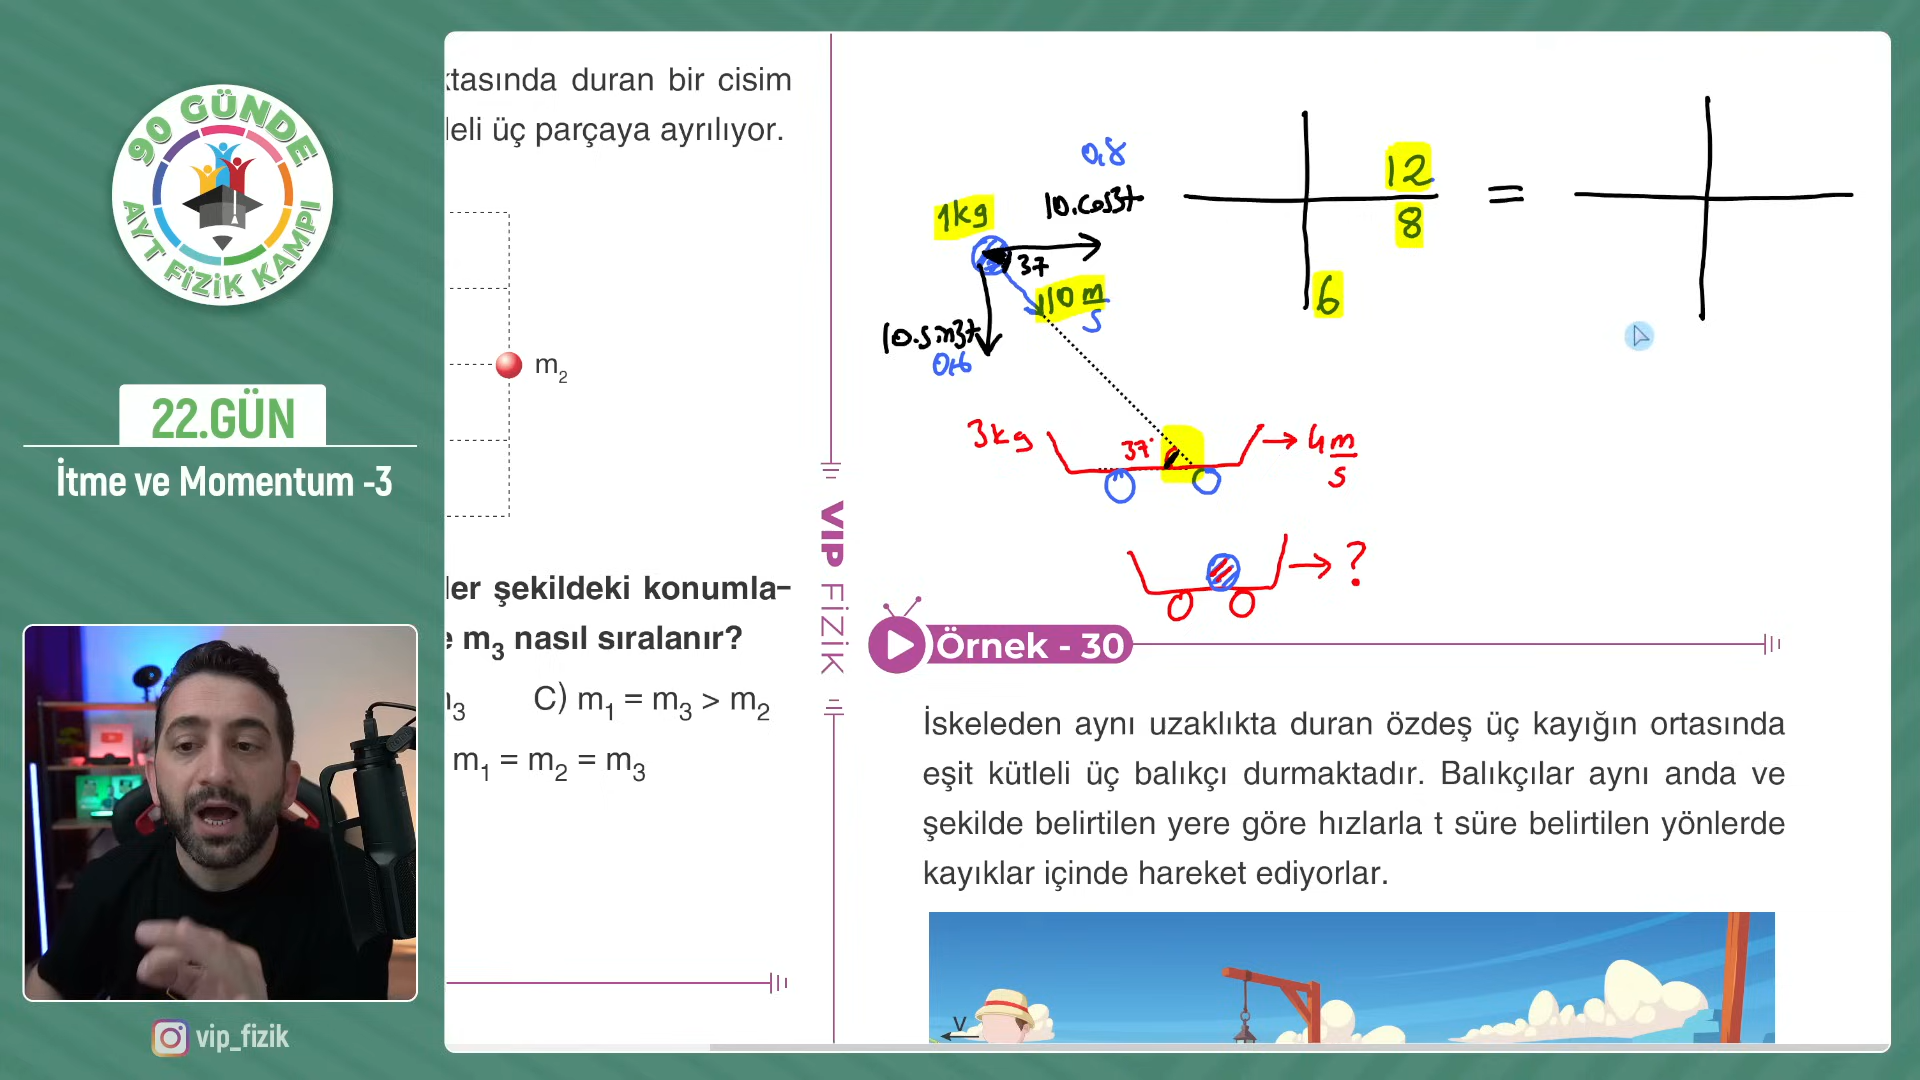 90 GÜNDE
AYT FİZİK KAMPI
22.GÜN
İtme ve Momentum -3
vip_fizik
ktasında duran bir cisim
leli üç parçaya ayrılıyor.
m2
ler şekildeki konumla-
e m3 nasıl sıralanır?
m3 C) m1 = m3 > m2
m1 = m2 = m3
VIP FİZİK
0,8
1kg
10.cos37
37
10 m/s
10.sin37
0,6
12
8
6
=
3kg
37°
4 m/s
?
Örnek - 30
İskeleden aynı uzaklıkta duran özdeş üç kayığın ortasında
eşit kütleli üç balıkçı durmaktadır. Balıkçılar aynı anda ve
şekilde belirtilen yere göre hızlarla t süre belirtilen yönlerde
kayıklar içinde hareket ediyorlar.
v